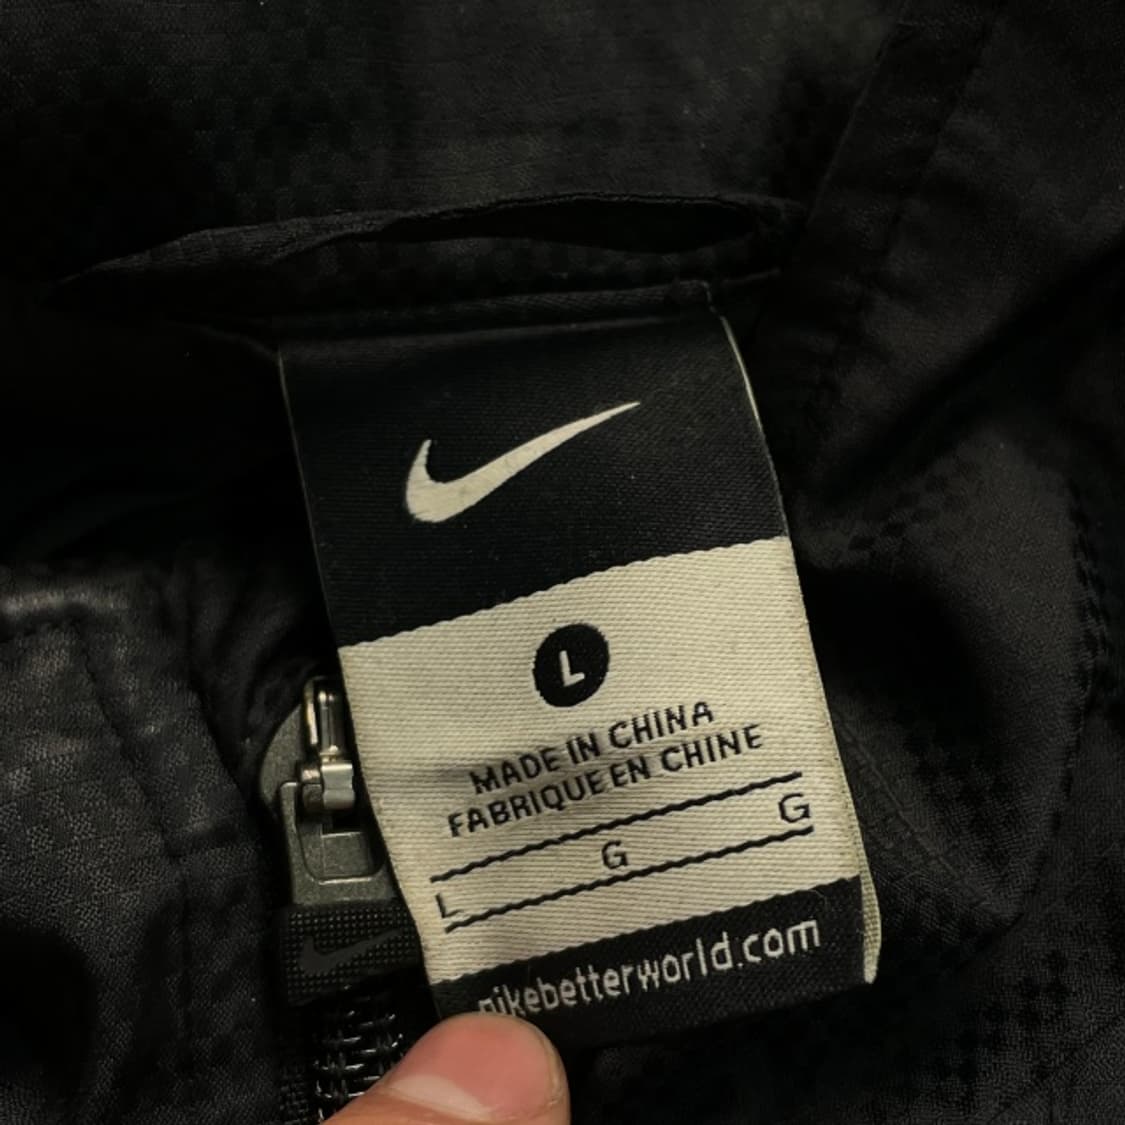 L
MADE IN CHINA
FABRIQUE EN CHINE
L G G
nikebetterworld.com